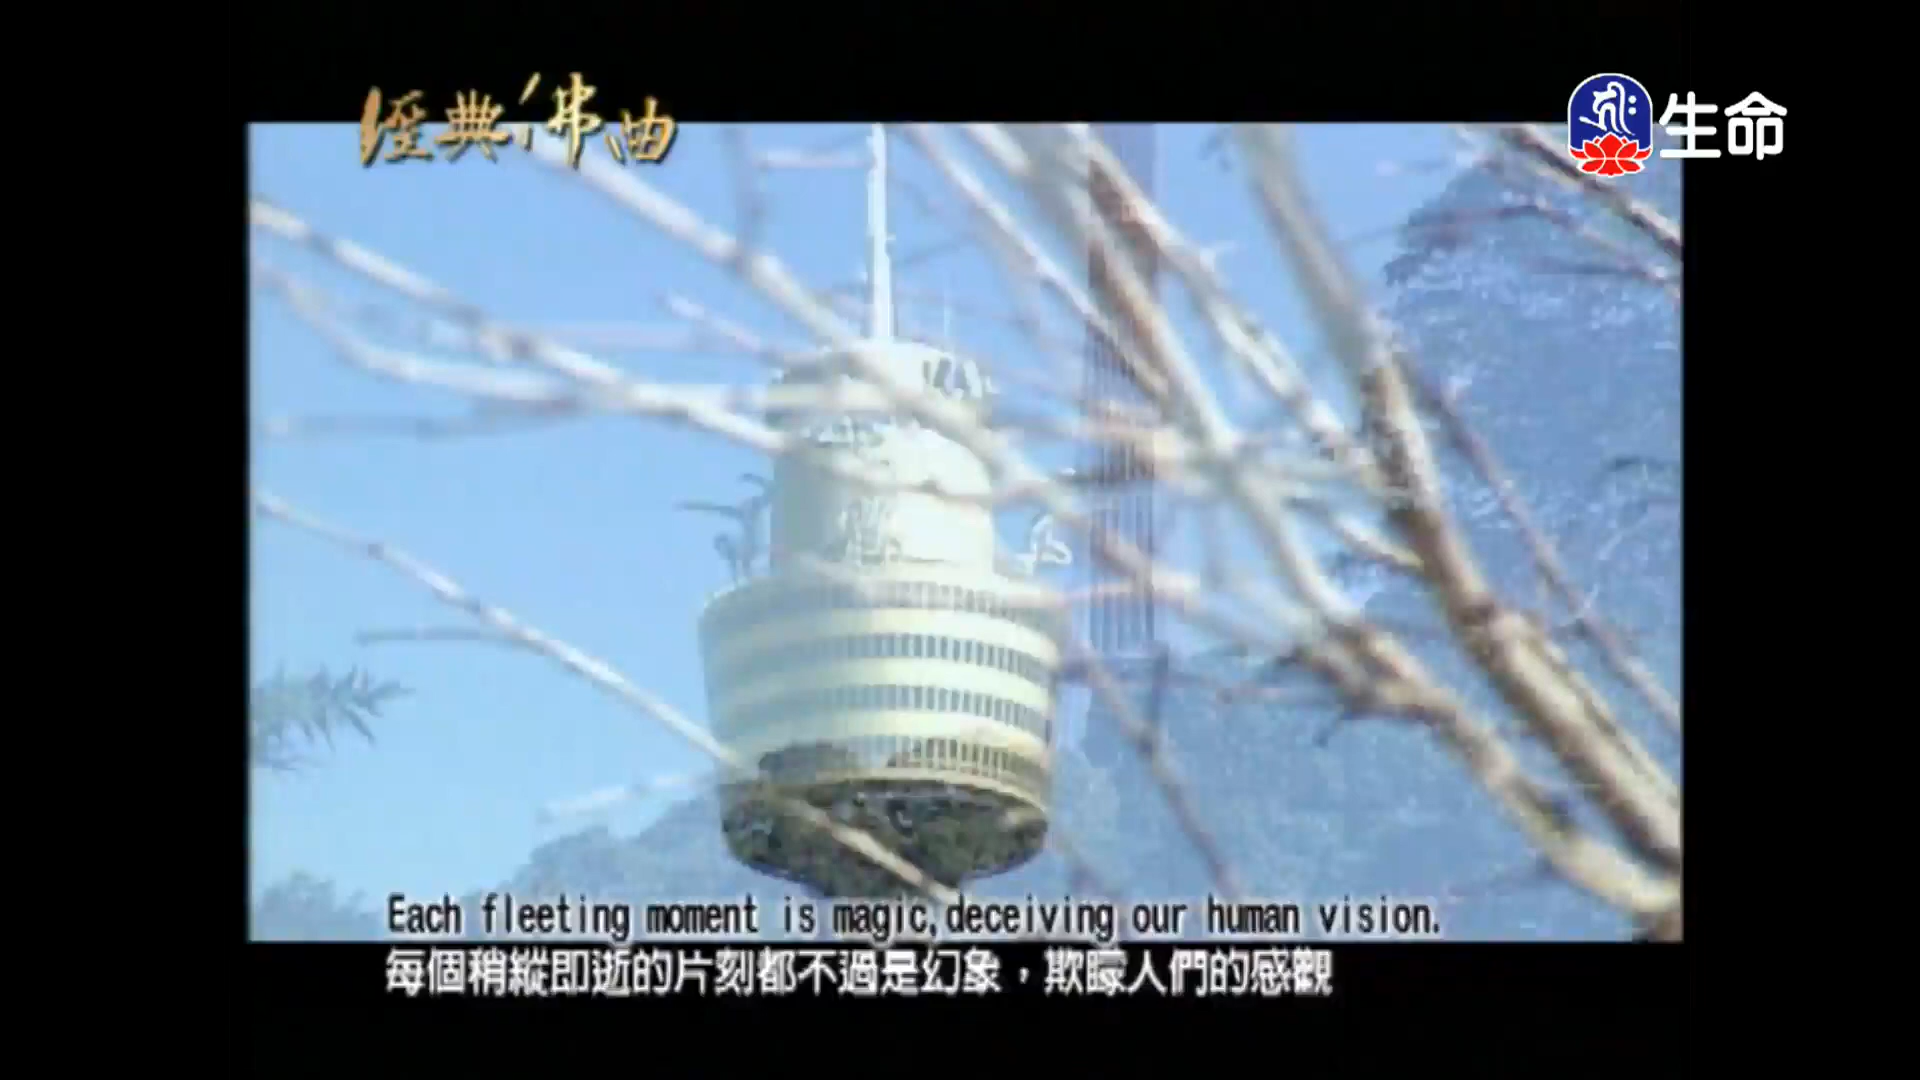 經典佛曲
生命
Each fleeting moment is magic,deceiving our human vision.
每個稍縱即逝的片刻都不過是幻象，欺矇人們的感觀